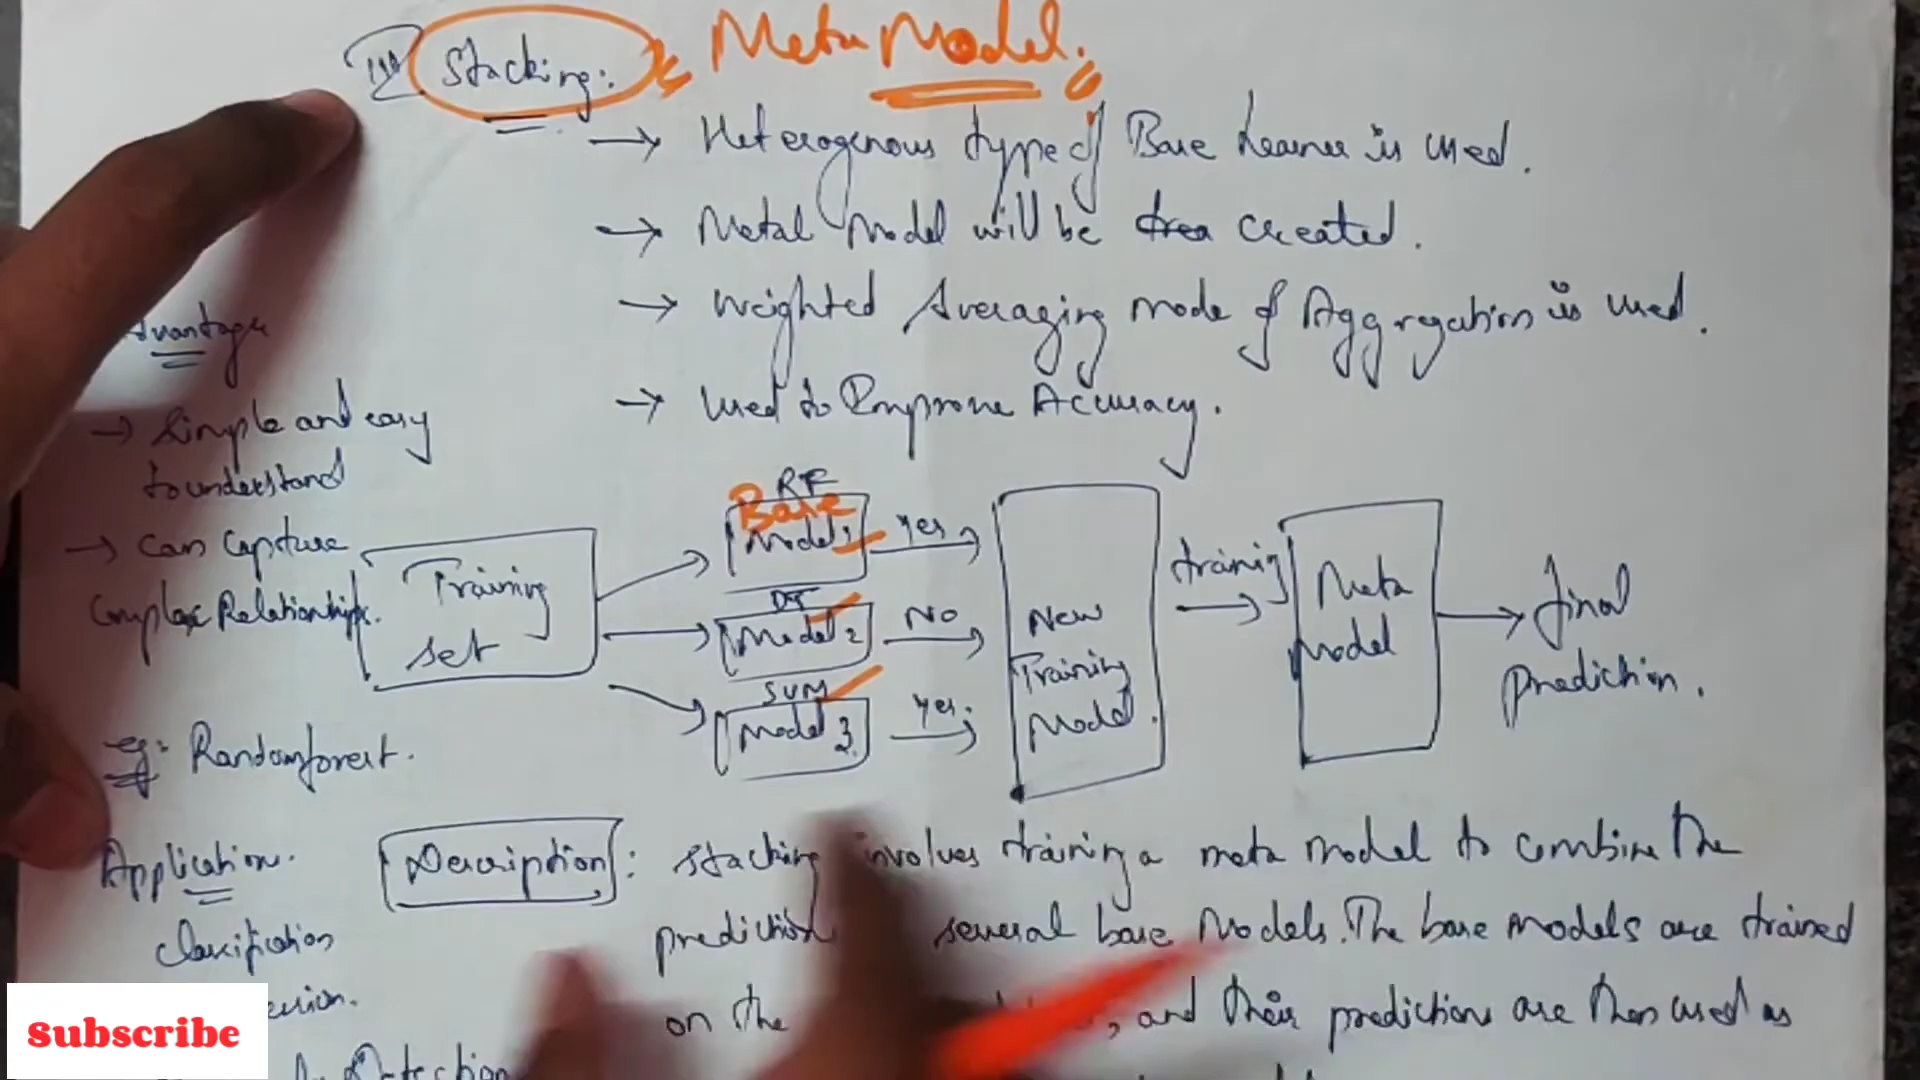 III) Stacking: Meta Model.
→ Heterogenous type of Base Learner is used.
→ Metal Model will be created.
→ Weighted Averaging mode of Aggregation is used.
→ Used to Improve Accuracy.
→ Simple and easy
to understand
→ Can Capture
Complex Relationships.
Training
set
RF
Base
Model 1
Yes
DT
Model 2
No
SVM
Model 3
Yes.
New
Training
Model.
training
Meta
Model
final
prediction.
eg: Randomforest.
Application.
Classification
Description: Stacking involves training a meta model to combine the
several base Models. The base models are trained
on the , and their predictions are then used as
Detection
Subscribe